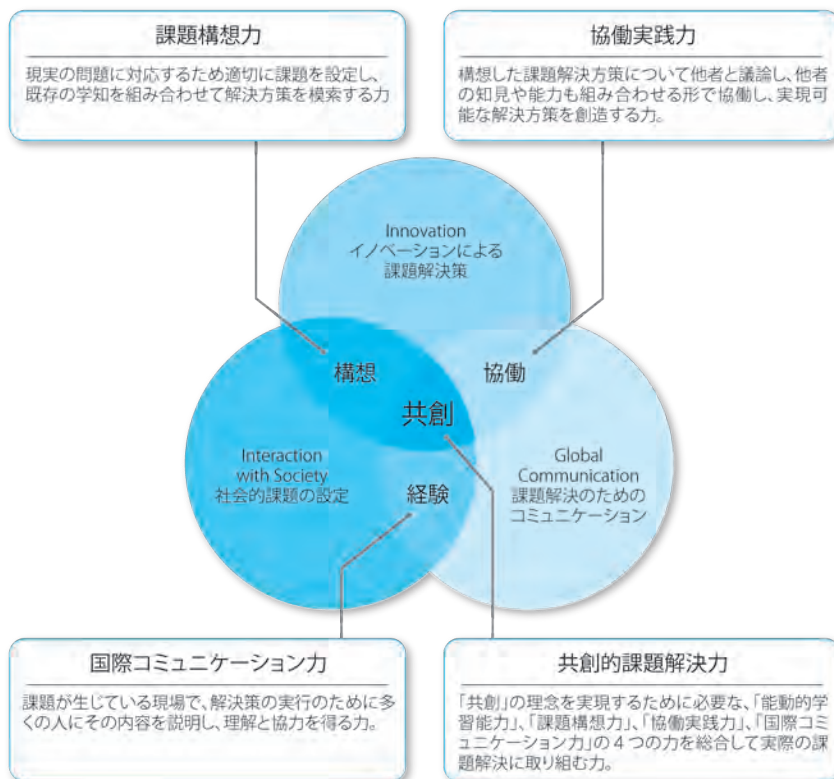 課題構想力
現実の問題に対応するため適切に課題を設定し、
既存の学知を組み合わせて解決方策を模索する力
協働実践力
構想した課題解決方策について他者と議論し、他者
の知見や能力も組み合わせる形で協働し、実現可
能な解決方策を創造する力。
Innovation
イノベーションによる
課題解決策
構想
協働
共創
Interaction
with Society
社会的課題の設定
経験
Global
Communication
課題解決のための
コミュニケーション
国際コミュニケーション力
課題が生じている現場で、解決策の実行のために多
くの人にその内容を説明し、理解と協力を得る力。
共創的課題解決力
「共創」の理念を実現するために必要な、「能動的学
習能力」、「課題構想力」、「協働実践力」、「国際コミ
ュニケーション力」の4つの力を総合して実際の課
題解決に取り組む力。